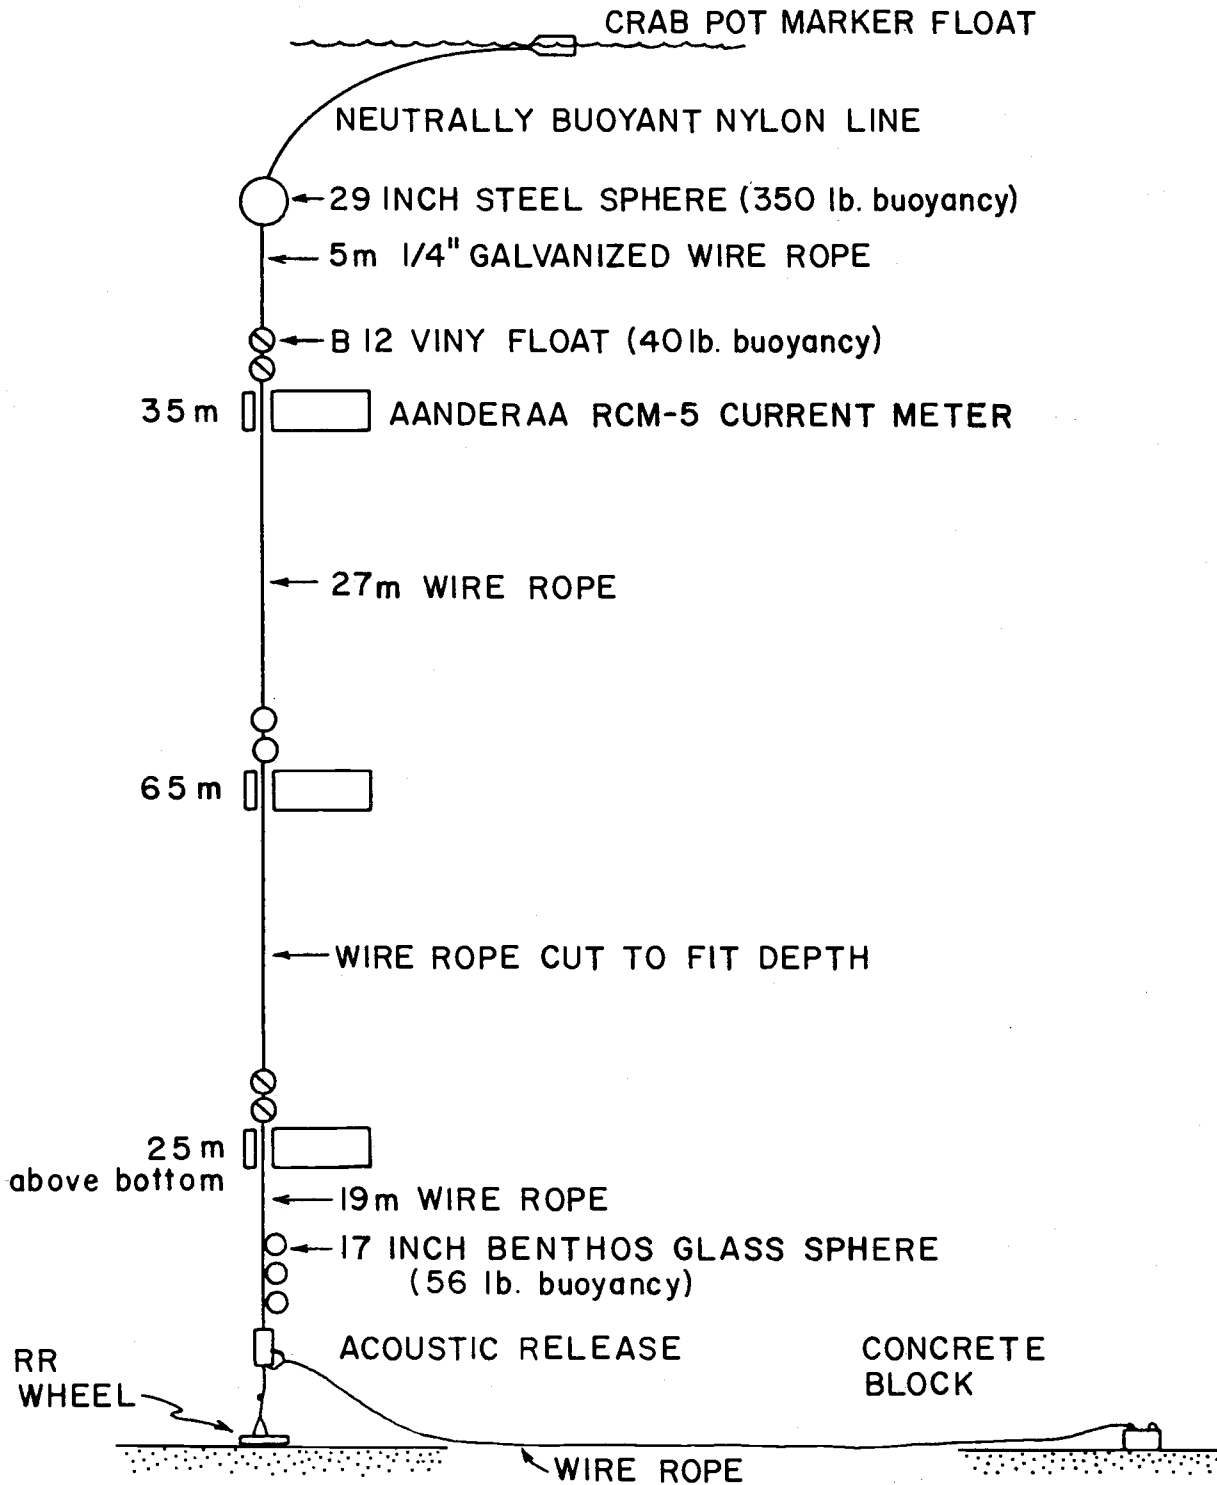 CRAB POT MARKER FLOAT
NEUTRALLY BUOYANT NYLON LINE
29 INCH STEEL SPHERE (350 lb. buoyancy)
5m 1/4" GALVANIZED WIRE ROPE
B 12 VINY FLOAT (40 lb. buoyancy)
35 m
AANDERAA RCM-5 CURRENT METER
27m WIRE ROPE
65 m
WIRE ROPE CUT TO FIT DEPTH
25 m
above bottom
19m WIRE ROPE
17 INCH BENTHOS GLASS SPHERE
(56 lb. buoyancy)
ACOUSTIC RELEASE
CONCRETE
BLOCK
RR
WHEEL
WIRE ROPE